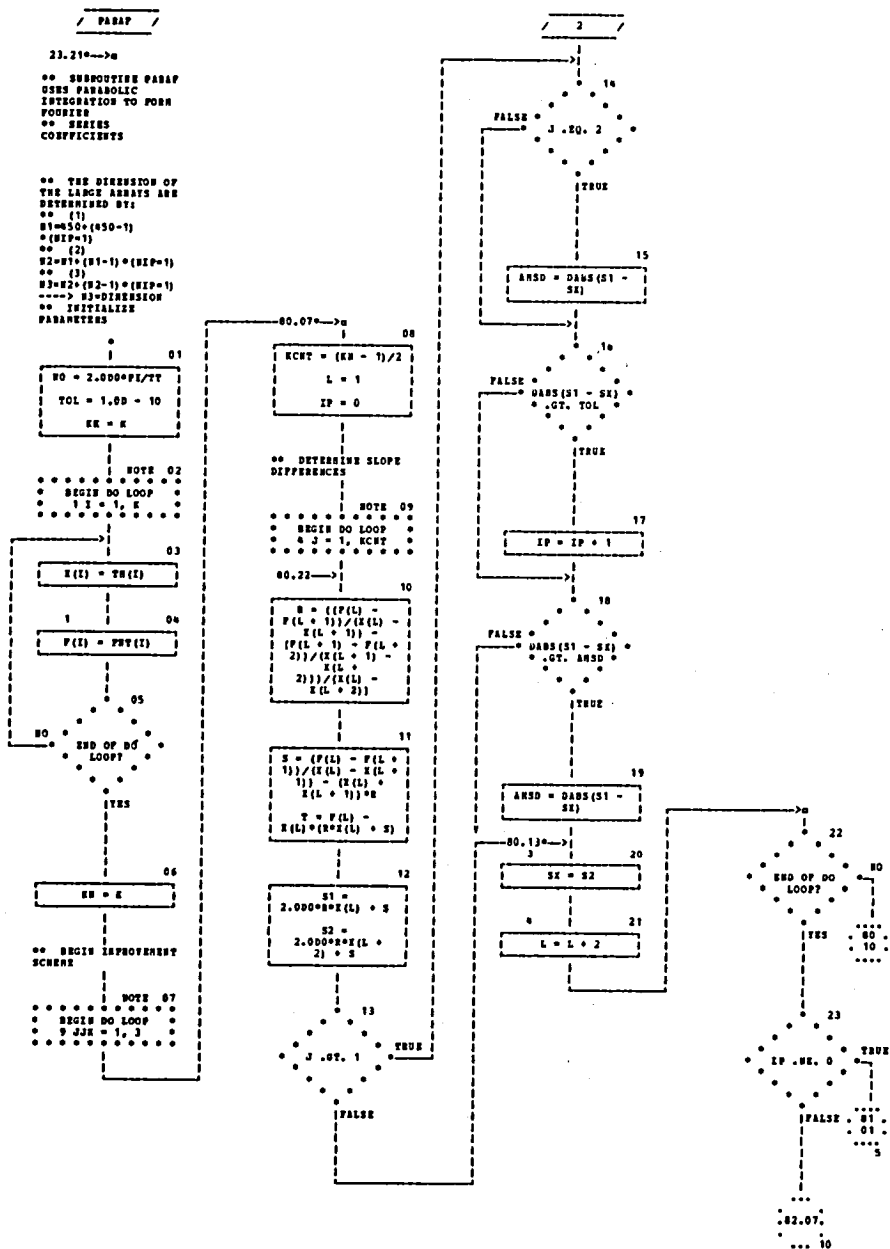 / PARAF /
23.21*-->*
** SUBROUTINE PARAF
USES PARABOLIC
INTEGRATION TO FORM
FOURIER
** SERIES
COEFFICIENTS
** THE DIMENSION OF
THE LARGE ARRAYS ARE
DETERMINED BY:
** (1)
N1=450+(450-1)
*(NIP=1)
** (2)
N2=N1+(N1-1)*(NIP=1)
** (3)
N3=N2+(N2-1)*(NIP=1)
----> N3=DIMENSION
** INITIALIZE
PARAMETERS
01
WO = 2.0D0*PI/TT
TOL = 1.0D - 10
KK = K
NOTE 02
BEGIN DO LOOP
1 I = 1, K
03
X(I) = TH(I)
1 04
F(I) = FNT(I)
05
END OF DO
LOOP?
NO
YES
06
KN = K
** BEGIN IMPROVEMENT
SCHEME
NOTE 07
BEGIN DO LOOP
9 JJK = 1, 3
80.07*-->*
08
KCNT = (KN - 1)/2
L = 1
IP = 0
** DETERMINE SLOPE
DIFFERENCES
NOTE 09
BEGIN DO LOOP
4 J = 1, KCNT
80.22-->
10
R = ((F(L) -
F(L + 1))/(X(L) -
X(L + 1)) -
(F(L + 1) - F(L +
2))/(X(L + 1) -
X(L +
2)))/(X(L) -
X(L + 2))
11
S = (F(L) - F(L +
1))/(X(L) - X(L +
1)) - (X(L) +
X(L + 1))*R
T = F(L) -
X(L)*(R*X(L) + S)
12
S1 =
2.0D0*R*X(L) + S
S2 =
2.0D0*R*X(L +
2) + S
13
J .GT. 1
TRUE
FALSE
/ 2 /
14
J .EQ. 2
FALSE
TRUE
15
AMSD = DABS(S1 -
SX)
16
DABS(S1 - SX)
.GT. TOL
FALSE
TRUE
17
IP = IP + 1
18
DABS(S1 - SX)
.GT. AMSD
FALSE
TRUE
19
AMSD = DABS(S1 -
SX)
80.13*-->
3 20
SX = S2
4 21
L = L + 2
22
END OF DO
LOOP?
NO
80
10
YES
23
IP .NE. 0
TRUE
81
01
5
FALSE
82.07
10